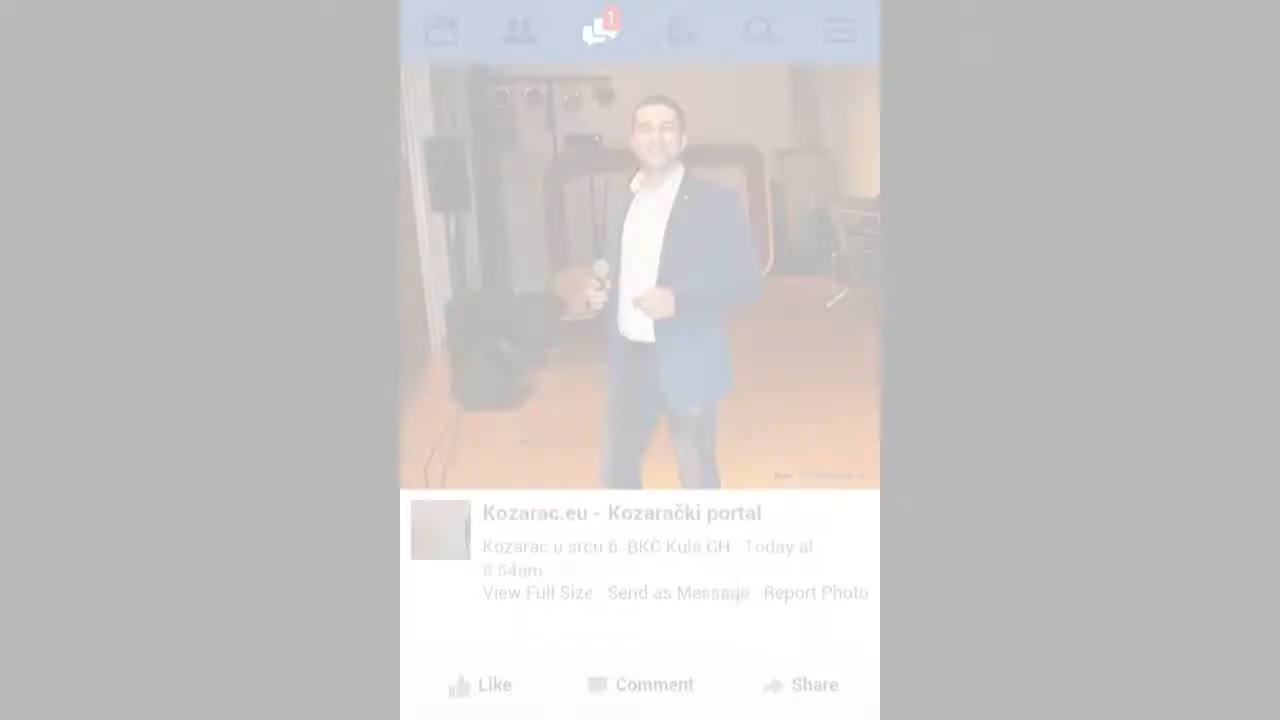 1
Kozarac.eu - Kozarački portal
Kozarac u srcu 6. BKC Kula CH Today at
8:54am
View Full Size Send as Message Report Photo
Like Comment Share